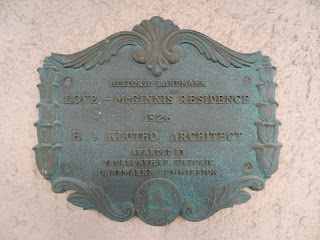 HISTORIC LANDMARK
LOVE - McGINNIS RESIDENCE
1926
H. J. KLUTHO ARCHITECT
AWARDED BY
JACKSONVILLE HISTORIC
LANDMARKS COMMISSION